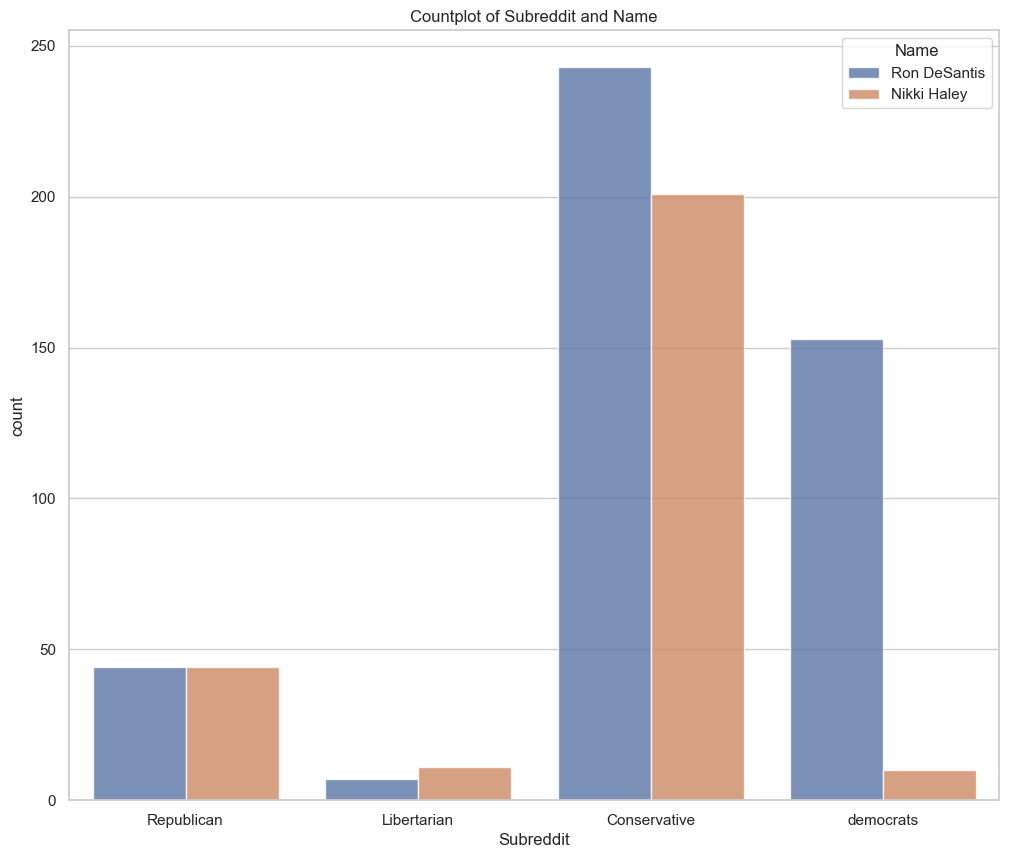 Countplot of Subreddit and Name
250
200
150
100
50
0
count
Name
Ron DeSantis
Nikki Haley
Republican
Libertarian
Conservative
democrats
Subreddit